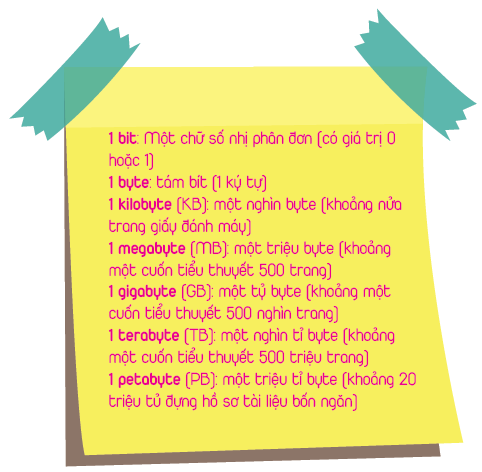 1 bit: Một chữ số nhị phân đơn (có giá trị 0
hoặc 1)
1 byte: tám bít (1 ký tự)
1 kilobyte (KB): một nghìn byte (khoảng nửa
trang giấy đánh máy)
1 megabyte (MB): một triệu byte (khoảng
một cuốn tiểu thuyết 500 trang)
1 gigabyte (GB): một tỷ byte (khoảng một
cuốn tiểu thuyết 500 nghìn trang)
1 terabyte (TB): một nghìn tỉ byte (khoảng
một cuốn tiểu thuyết 500 triệu trang)
1 petabyte (PB): một triệu tỉ byte (khoảng 20
triệu tủ đựng hồ sơ tài liệu bốn ngăn)